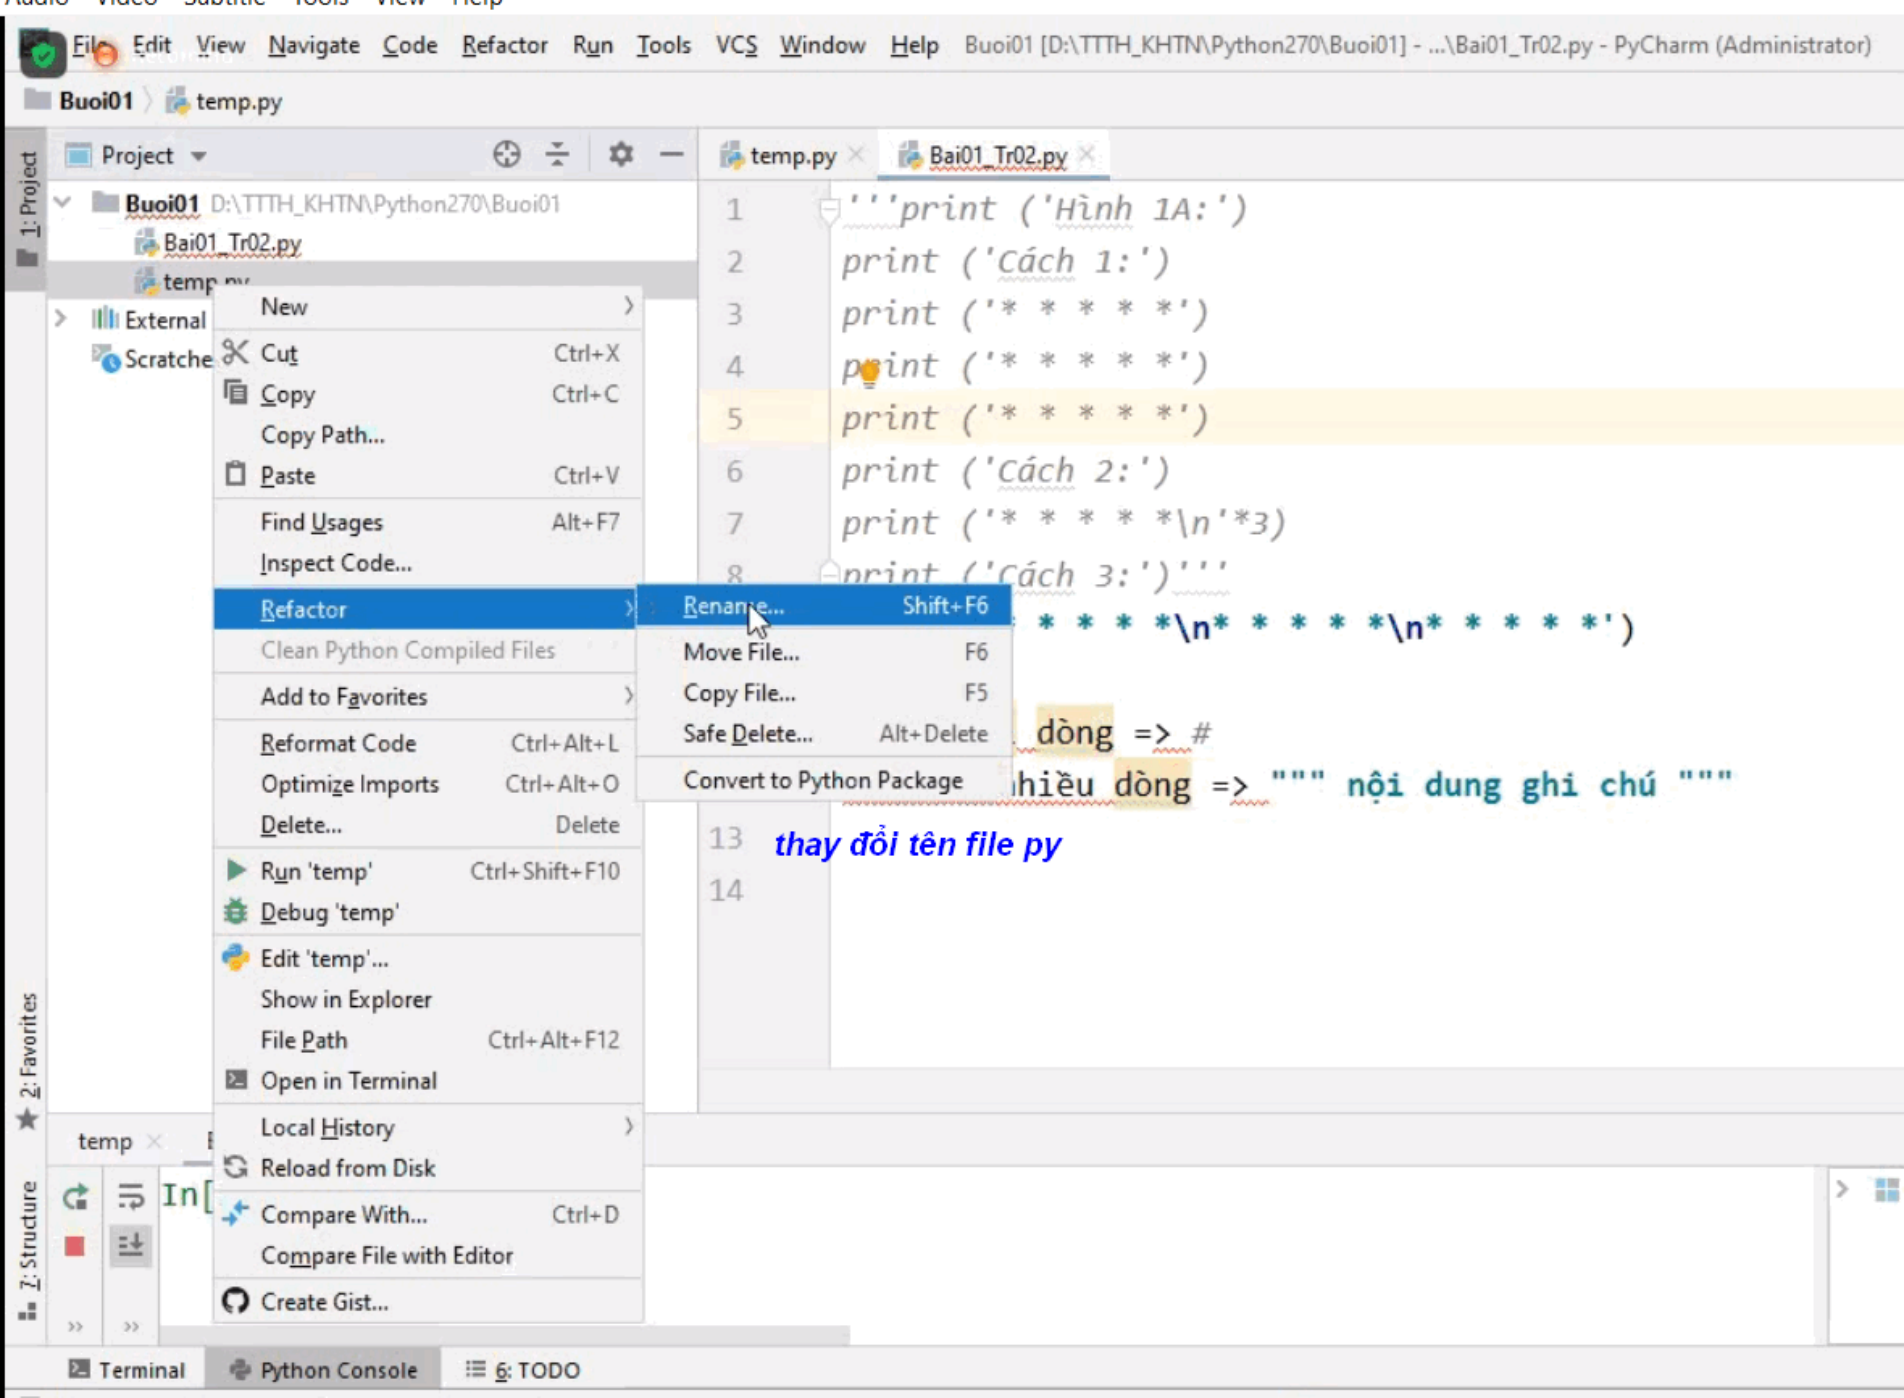 Audio Video Subtitle Tools View Help
File Edit View Navigate Code Refactor Run Tools VCS Window Help Buoi01 [D:\TTTH_KHTN\Python270\Buoi01] - ...\Bai01_Tr02.py - PyCharm (Administrator)
Buoi01 temp.py
1: Project
Project
temp.py
Bai01_Tr02.py
Buoi01 D:\TTTH_KHTN\Python270\Buoi01
Bai01_Tr02.py
temp.py
External
Scratche
New
Cut Ctrl+X
Copy Ctrl+C
Copy Path...
Paste Ctrl+V
Find Usages Alt+F7
Inspect Code...
Refactor
Clean Python Compiled Files
Add to Favorites
Reformat Code Ctrl+Alt+L
Optimize Imports Ctrl+Alt+O
Delete... Delete
Run 'temp' Ctrl+Shift+F10
Debug 'temp'
Edit 'temp'...
Show in Explorer
File Path Ctrl+Alt+F12
Open in Terminal
Local History
Reload from Disk
Compare With... Ctrl+D
Compare File with Editor
Create Gist...
Rename... Shift+F6
Move File... F6
Copy File... F5
Safe Delete... Alt+Delete
Convert to Python Package
1 '''print ('Hình 1A:')
2 print ('Cách 1:')
3 print ('* * * * *')
4 print ('* * * * *')
5 print ('* * * * *')
6 print ('Cách 2:')
7 print ('* * * * *\n'*3)
8 print ('Cách 3:')'''
* * * *\n* * * * *\n* * * * *')
dòng => #
hiều dòng => """ nội dung ghi chú """
13 thay đổi tên file py
14
2: Favorites
7: Structure
temp
In[
Terminal Python Console 6: TODO